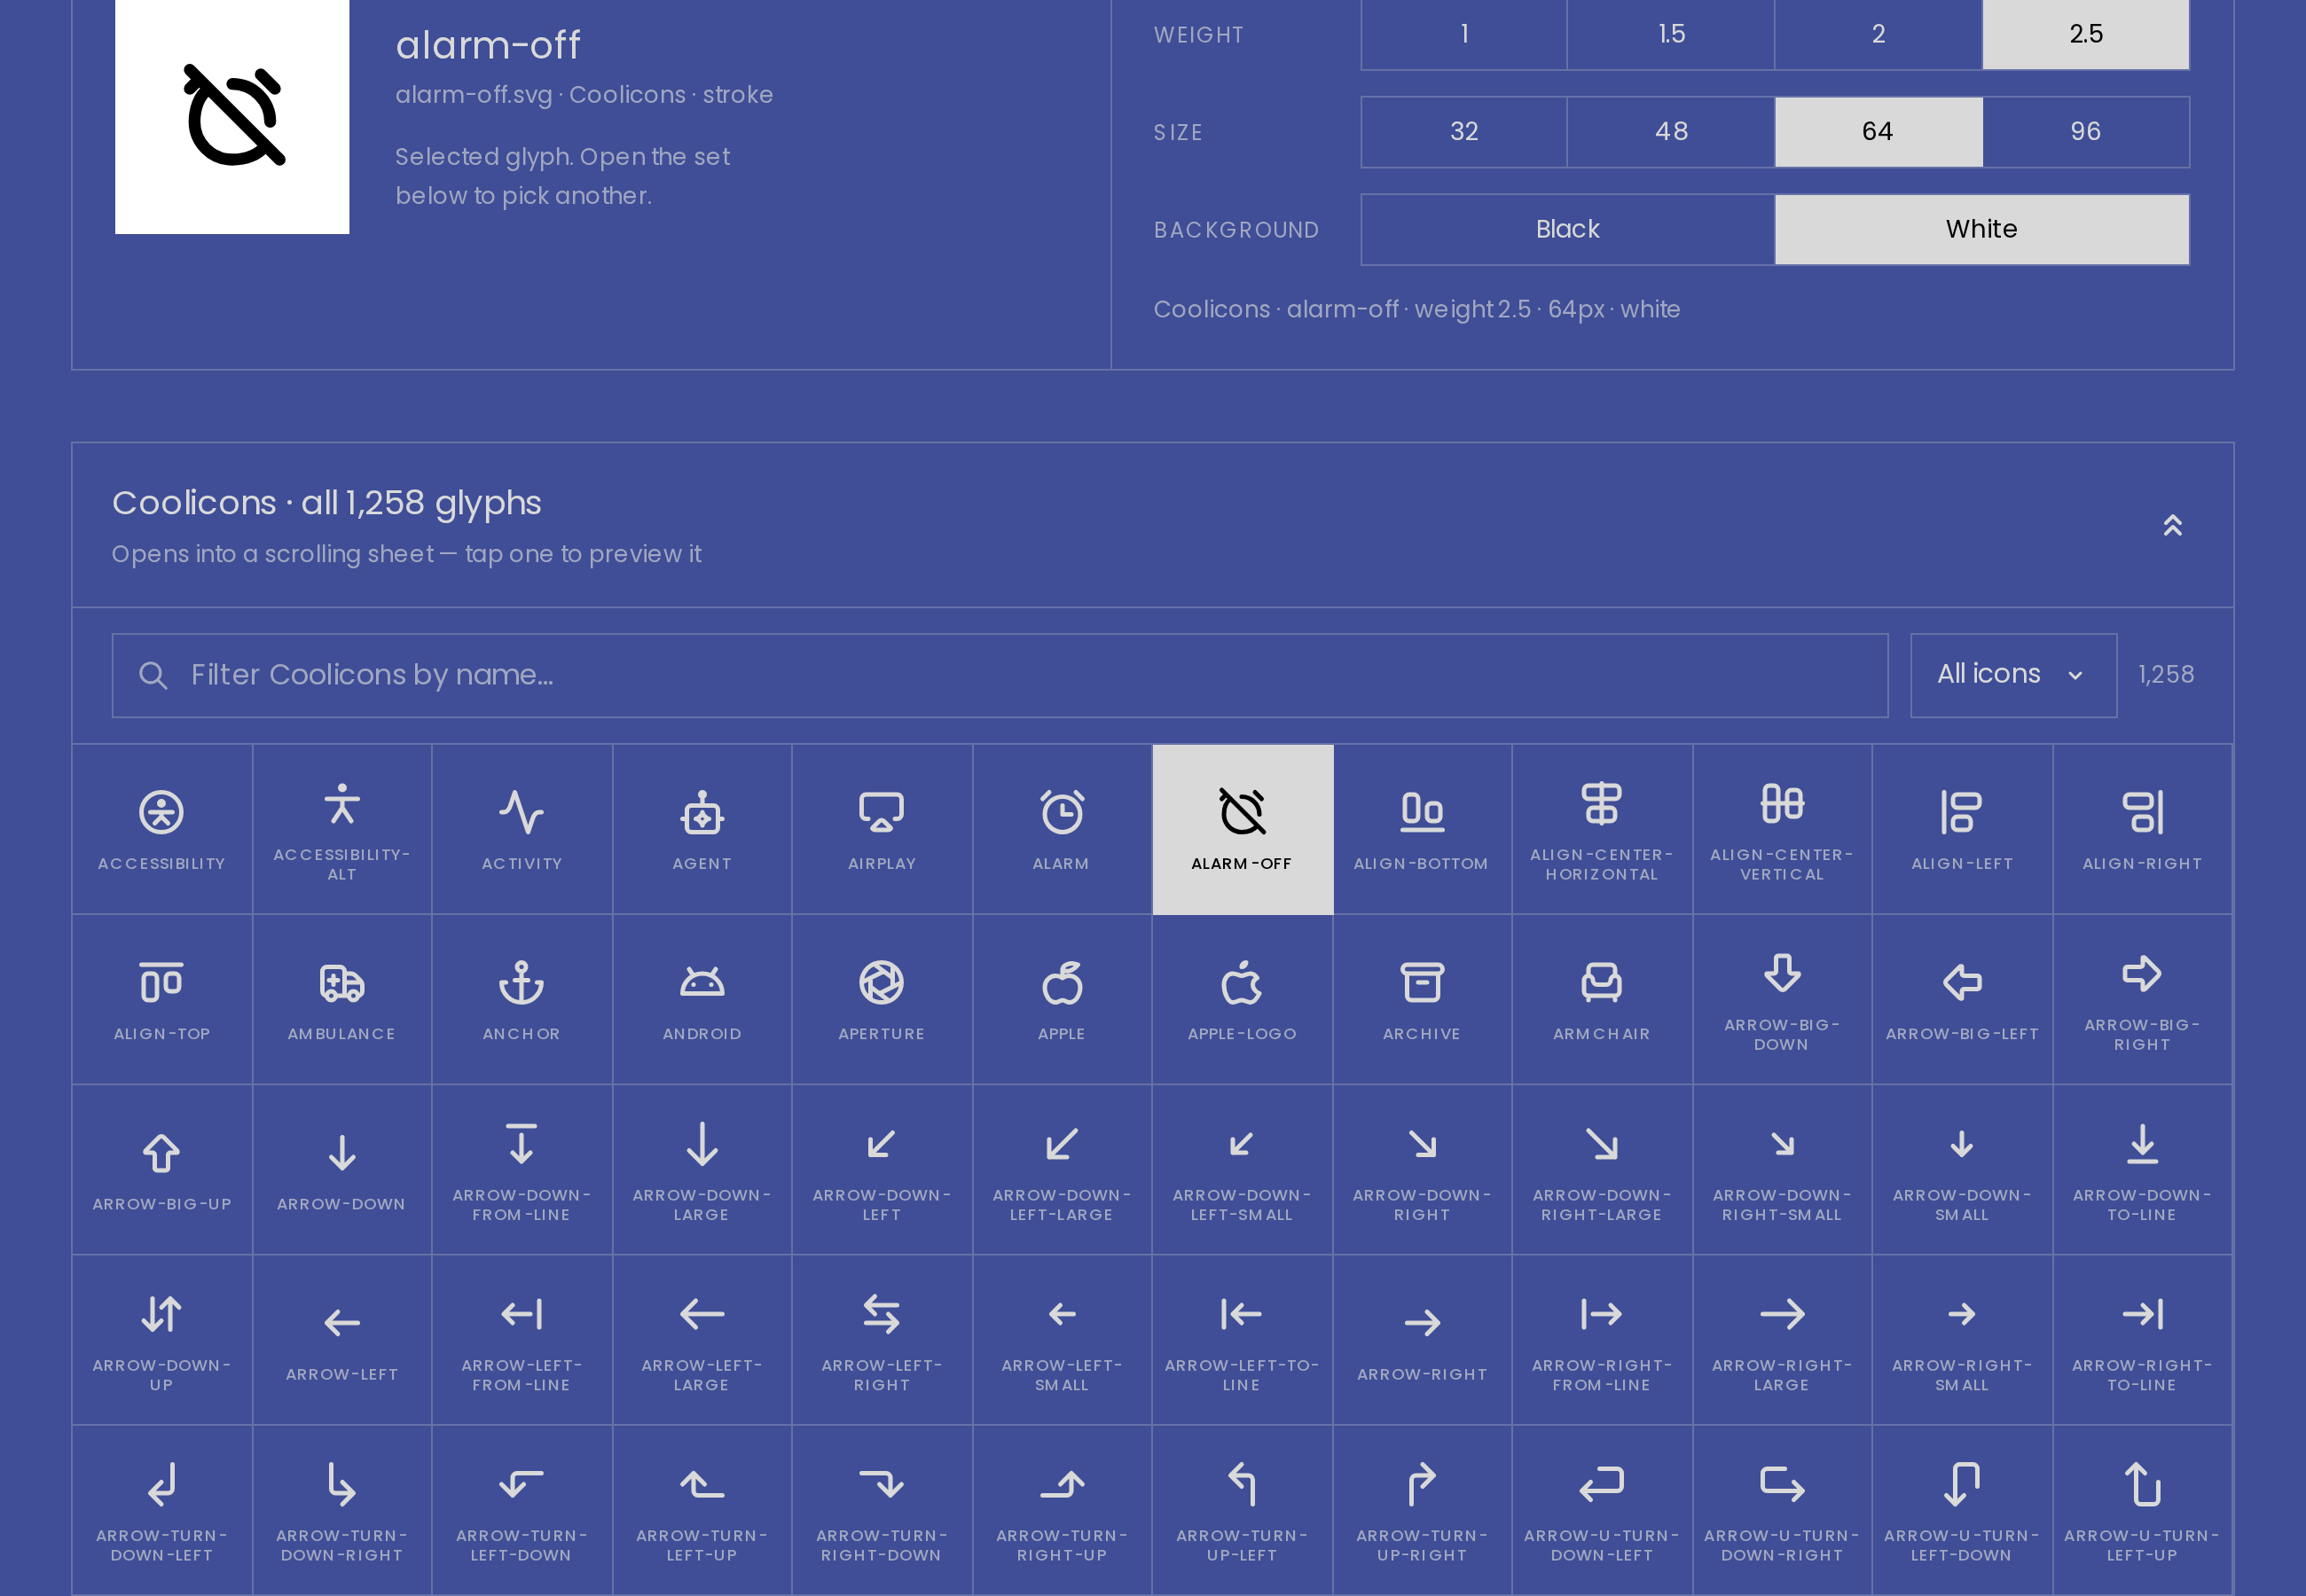 alarm-off
alarm-off.svg · Coolicons · stroke
Selected glyph. Open the set
below to pick another.
WEIGHT
1
1.5
2
2.5
SIZE
32
48
64
96
BACKGROUND
Black
White
Coolicons · alarm-off · weight 2.5 · 64px · white
Coolicons · all 1,258 glyphs
Opens into a scrolling sheet — tap one to preview it
Filter Coolicons by name...
All icons
1,258
ACCESSIBILITY
ACCESSIBILITY-
ALT
ACTIVITY
AGENT
AIRPLAY
ALARM
ALARM-OFF
ALIGN-BOTTOM
ALIGN-CENTER-
HORIZONTAL
ALIGN-CENTER-
VERTICAL
ALIGN-LEFT
ALIGN-RIGHT
ALIGN-TOP
AMBULANCE
ANCHOR
ANDROID
APERTURE
APPLE
APPLE-LOGO
ARCHIVE
ARMCHAIR
ARROW-BIG-
DOWN
ARROW-BIG-LEFT
ARROW-BIG-
RIGHT
ARROW-BIG-UP
ARROW-DOWN
ARROW-DOWN-
FROM-LINE
ARROW-DOWN-
LARGE
ARROW-DOWN-
LEFT
ARROW-DOWN-
LEFT-LARGE
ARROW-DOWN-
LEFT-SMALL
ARROW-DOWN-
RIGHT
ARROW-DOWN-
RIGHT-LARGE
ARROW-DOWN-
RIGHT-SMALL
ARROW-DOWN-
SMALL
ARROW-DOWN-
TO-LINE
ARROW-DOWN-
UP
ARROW-LEFT
ARROW-LEFT-
FROM-LINE
ARROW-LEFT-
LARGE
ARROW-LEFT-
RIGHT
ARROW-LEFT-
SMALL
ARROW-LEFT-TO-
LINE
ARROW-RIGHT
ARROW-RIGHT-
FROM-LINE
ARROW-RIGHT-
LARGE
ARROW-RIGHT-
SMALL
ARROW-RIGHT-
TO-LINE
ARROW-TURN-
DOWN-LEFT
ARROW-TURN-
DOWN-RIGHT
ARROW-TURN-
LEFT-DOWN
ARROW-TURN-
LEFT-UP
ARROW-TURN-
RIGHT-DOWN
ARROW-TURN-
RIGHT-UP
ARROW-TURN-
UP-LEFT
ARROW-TURN-
UP-RIGHT
ARROW-U-TURN-
DOWN-LEFT
ARROW-U-TURN-
DOWN-RIGHT
ARROW-U-TURN-
LEFT-DOWN
ARROW-U-TURN-
LEFT-UP